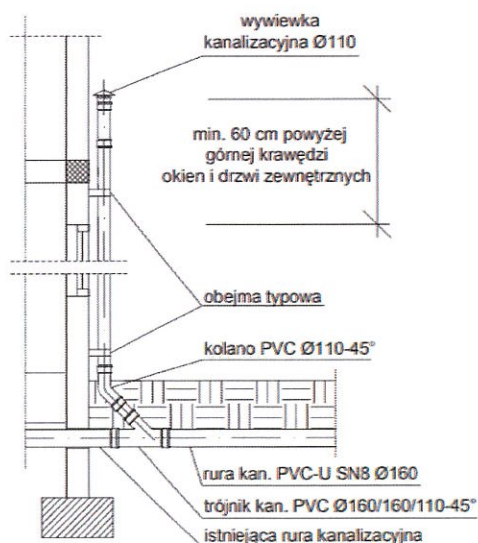 wywiewka
kanalizacyjna Ø110
min. 60 cm powyżej
górnej krawędzi
okien i drzwi zewnętrznych
obejma typowa
kolano PVC Ø110-45°
rura kan. PVC-U SN8 Ø160
trójnik kan. PVC Ø160/160/110-45°
istniejąca rura kanalizacyjna